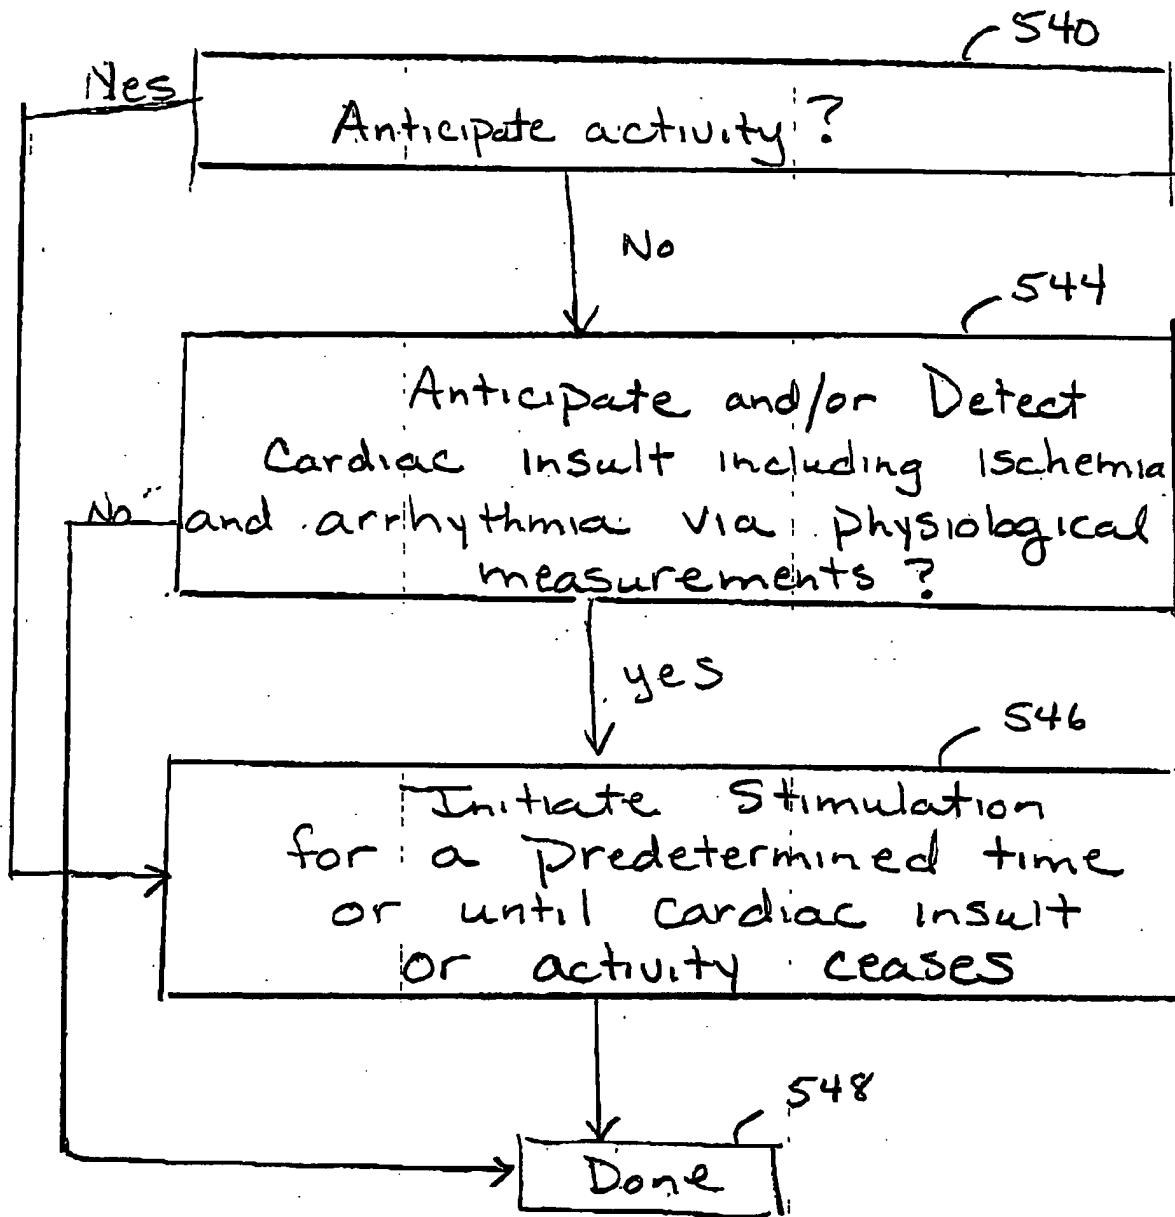 540
Yes
Anticipate activity?
No
544
Anticipate and/or Detect
Cardiac insult including ischemia
No
and arrhythmia via physiological
measurements?
yes
546
Initiate Stimulation
for a predetermined time
or until cardiac insult
or activity ceases
548
Done